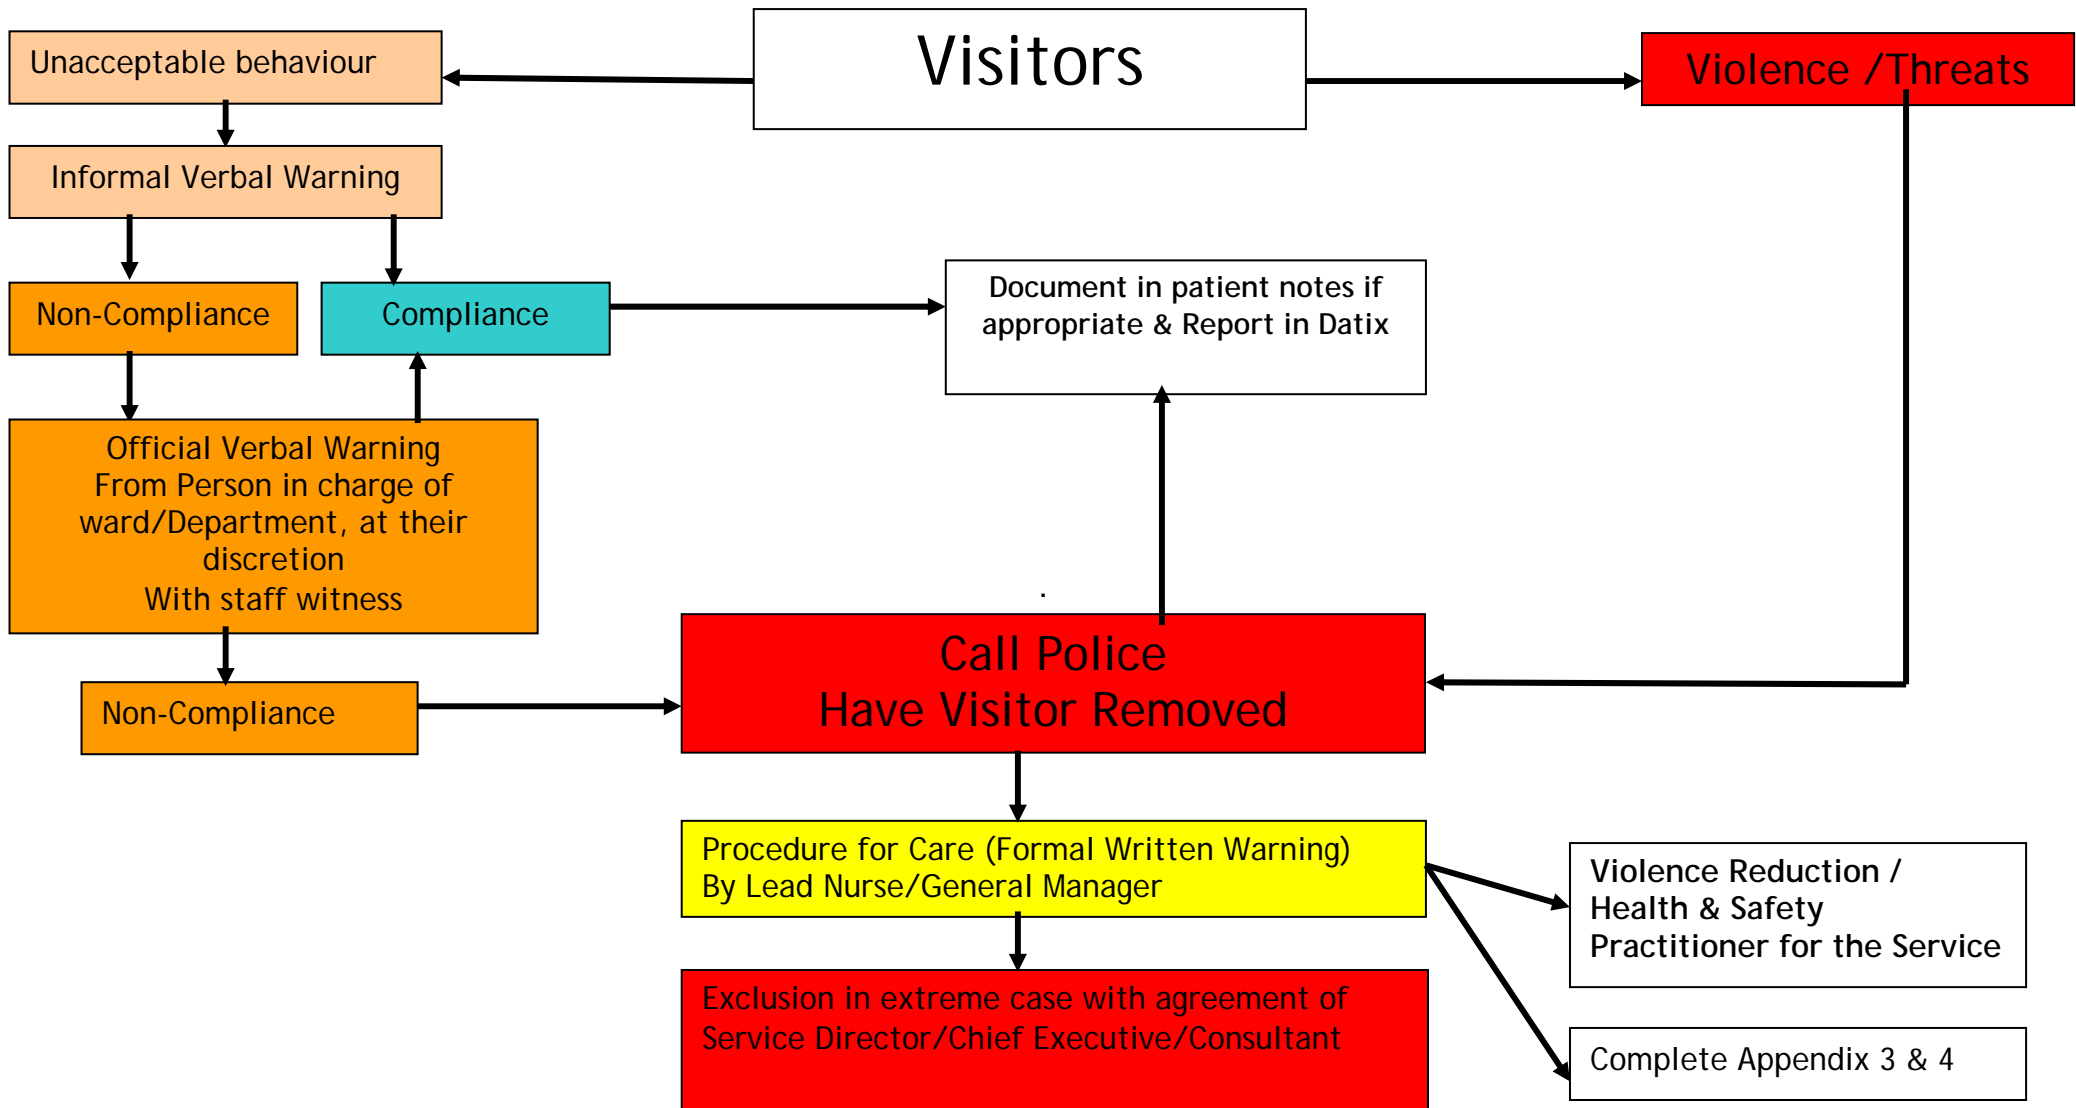 Visitors
Unacceptable behaviour
Violence /Threats
Informal Verbal Warning
Non-Compliance
Compliance
Document in patient notes if
appropriate & Report in Datix
Official Verbal Warning
From Person in charge of
ward/Department, at their
discretion
With staff witness
.
Call Police
Have Visitor Removed
Non-Compliance
Procedure for Care (Formal Written Warning)
By Lead Nurse/General Manager
Violence Reduction /
Health & Safety
Practitioner for the Service
Exclusion in extreme case with agreement of
Service Director/Chief Executive/Consultant
Complete Appendix 3 & 4